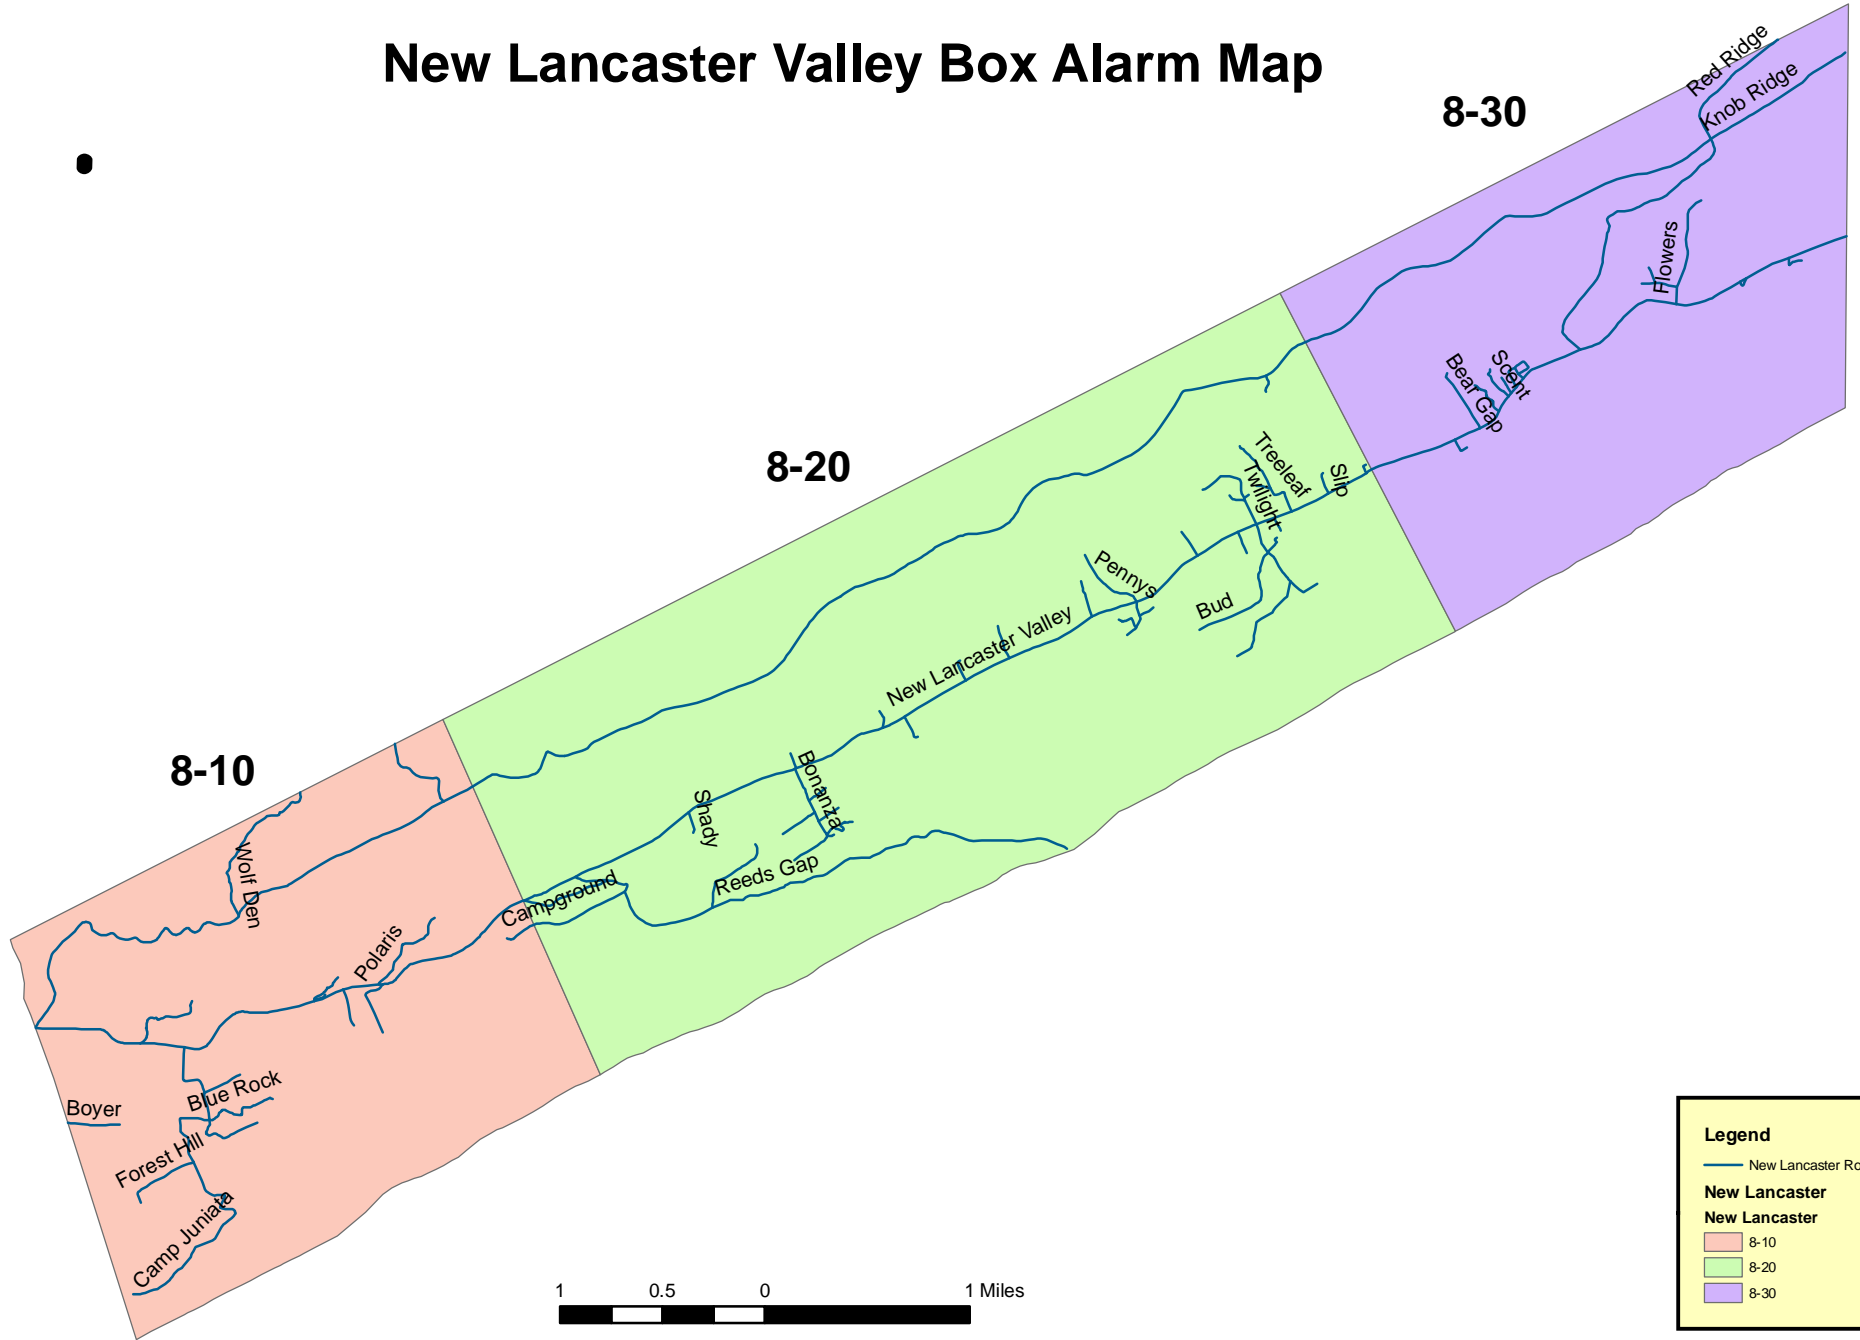 New Lancaster Valley Box Alarm Map
8-30
Red Ridge
Knob Ridge
Flowers
Scent
Bear Gap
8-20
Treeleaf
Twilight
Slip
Pennys
Bud
New Lancaster Valley
Bonanza
Shady
Reeds Gap
Campground
8-10
Wolf Den
Polaris
Blue Rock
Boyer
Forest Hill
Camp Juniata
Legend
New Lancaster Ro
New Lancaster
New Lancaster
8-10
8-20
8-30
1 0.5 0 1 Miles